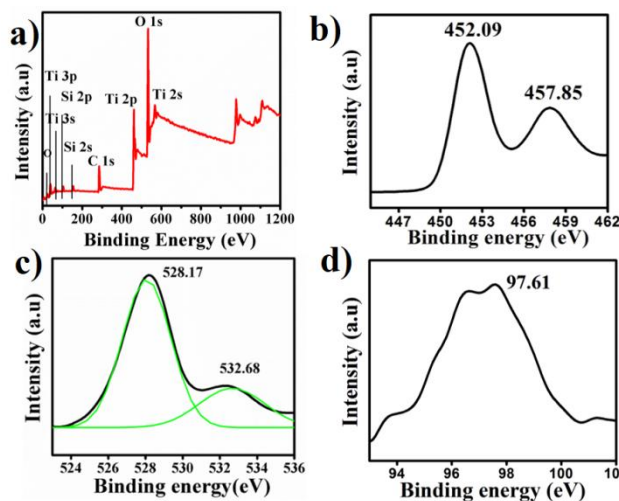 a)
O 1s
Ti 3p
Si 2p
Ti 3s
O
Si 2s
C 1s
Ti 2p
Ti 2s
Intensity (a.u)
0 200 400 600 800 1000 1200
Binding Energy (eV)
b)
452.09
457.85
Intensity (a.u)
447 450 453 456 459 462
Binding energy (eV)
c)
528.17
532.68
Intensity (a.u)
524 526 528 530 532 534 536
Binding energy(eV)
d)
97.61
Intensity (a.u)
94 96 98 100
Binding energy (eV)